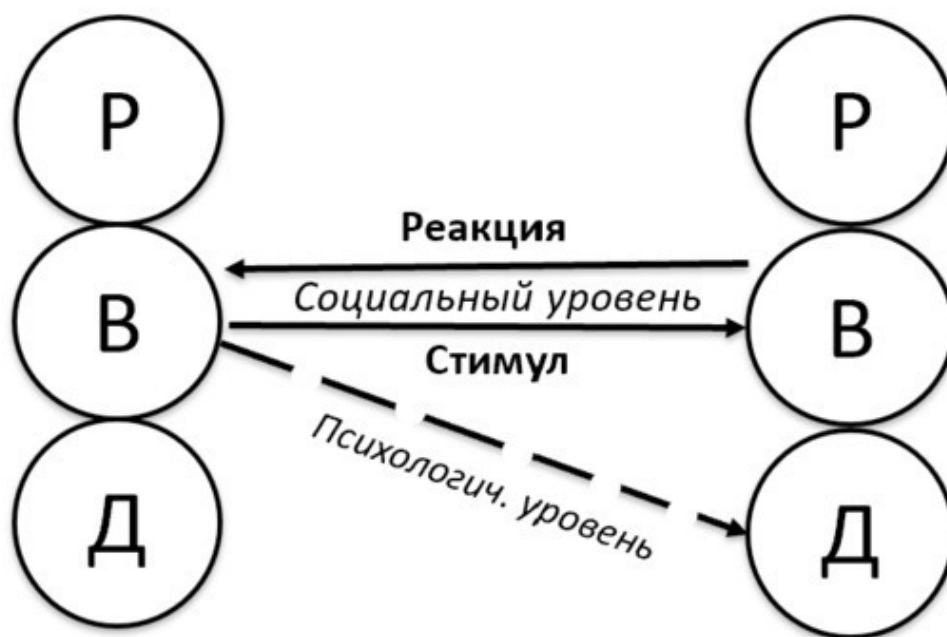 Р
Р
Реакция
Социальный уровень
В
В
Стимул
Психологич. уровень
Д
Д